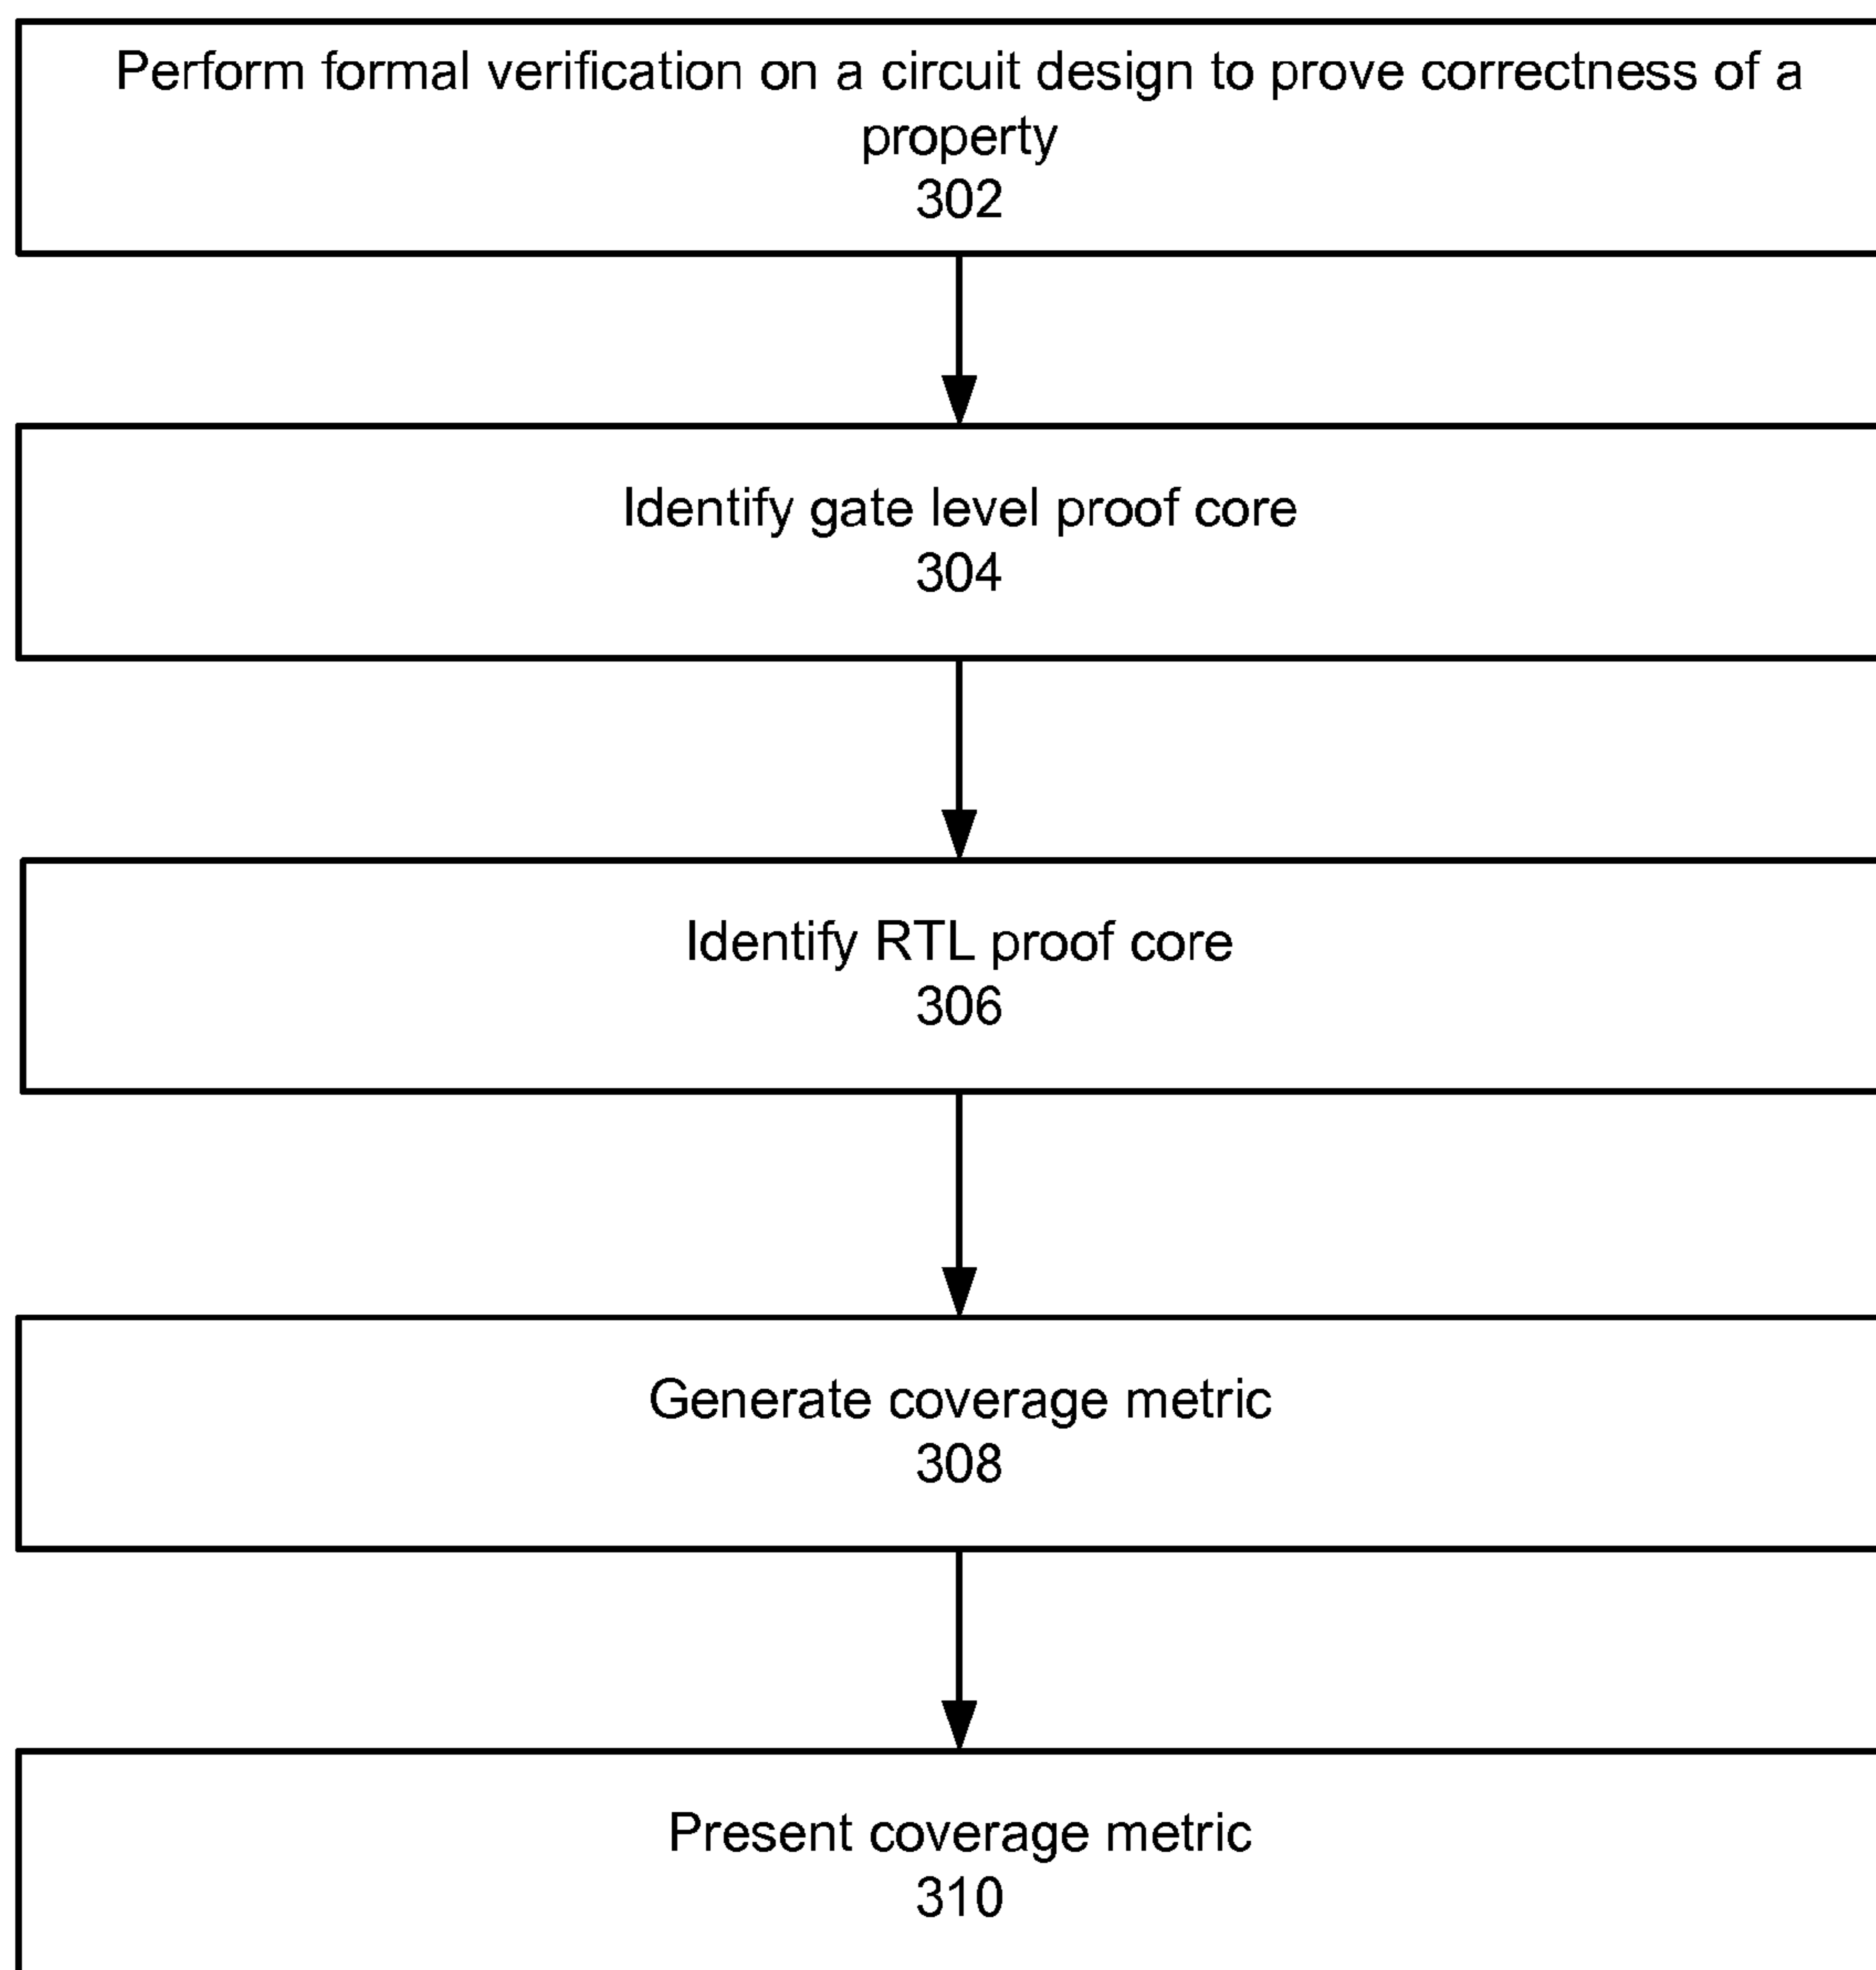 Perform formal verification on a circuit design to prove correctness of a
property
302
Identify gate level proof core
304
Identify RTL proof core
306
Generate coverage metric
308
Present coverage metric
310